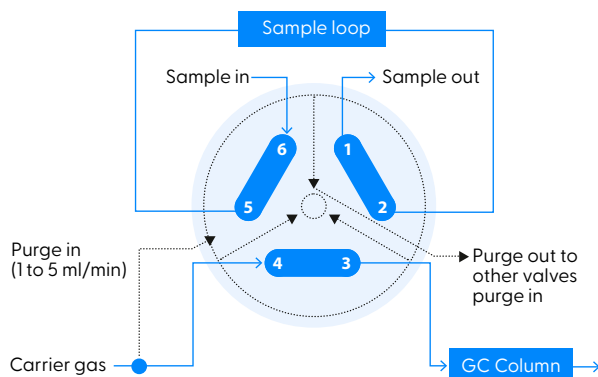 Sample loop
Sample in
Sample out
6
1
5
2
Purge in
(1 to 5 ml/min)
4
3
Purge out to
other valves
purge in
Carrier gas
GC Column